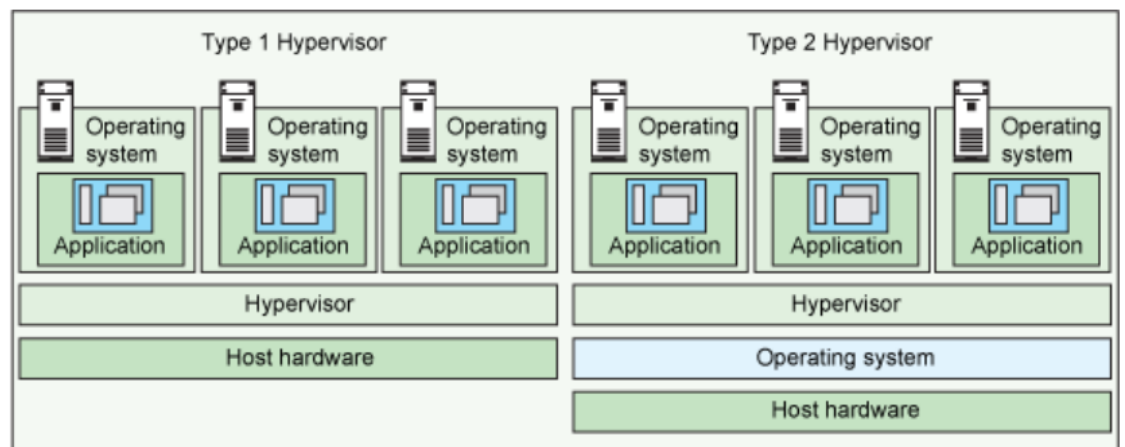 Type 1 Hypervisor
Operating
system
Application
Operating
system
Application
Operating
system
Application
Hypervisor
Host hardware
Type 2 Hypervisor
Operating
system
Application
Operating
system
Application
Operating
system
Application
Hypervisor
Operating system
Host hardware